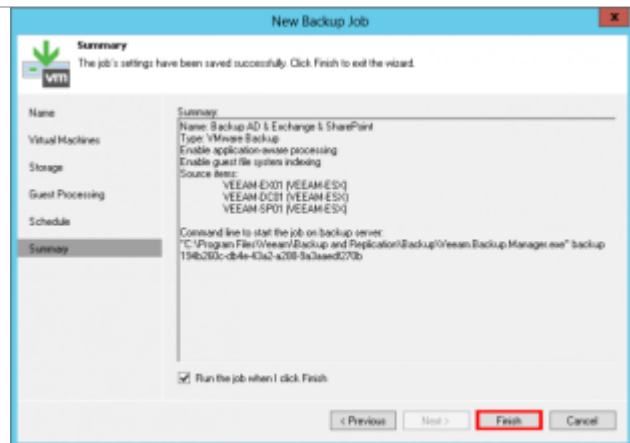 New Backup Job
x
Summary
The job's settings have been saved successfully. Click Finish to exit the wizard.
vm
Name
Virtual Machines
Storage
Guest Processing
Schedule
Summary
Summary:
Name: Backup AD & Exchange & SharePoint
Type: VMware Backup
Enable application-aware processing
Enable guest file system indexing
Source items:
VEEAM-EX01 (VEEAM-ESX)
VEEAM-DC01 (VEEAM-ESX)
VEEAM-SP01 (VEEAM-ESX)
Command line to start the job on backup server:
"C:\Program Files\Veeam\Backup and Replication\Backup\Veeam.Backup.Manager.exe" backup
Run the job when I click Finish
< Previous
Next >
Finish
Cancel